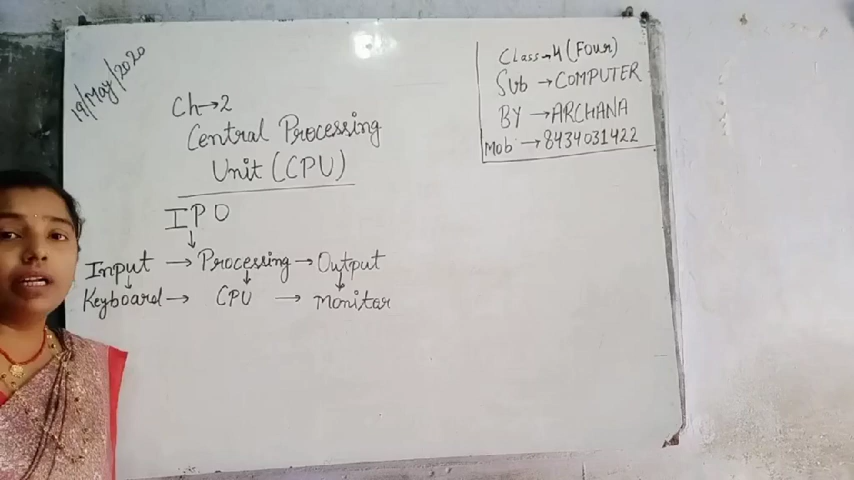 19/May/2020
Class→4 (Four)
Sub →COMPUTER
BY →ARCHANA
Mob →8434031422
Ch→2
Central Processing
Unit (CPU)
IPO
↓
Input → Processing → Output
↓ ↓ ↓
Keyboard → CPU → Monitor